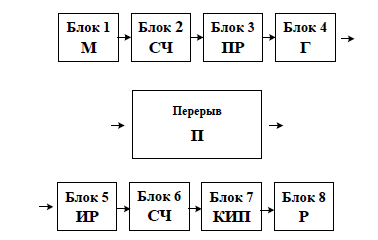 Блок 1 Блок 2 Блок 3 Блок 4
М СЧ ПР Г
Перерыв
П
Блок 5 Блок 6 Блок 7 Блок 8
ИР СЧ КИП Р